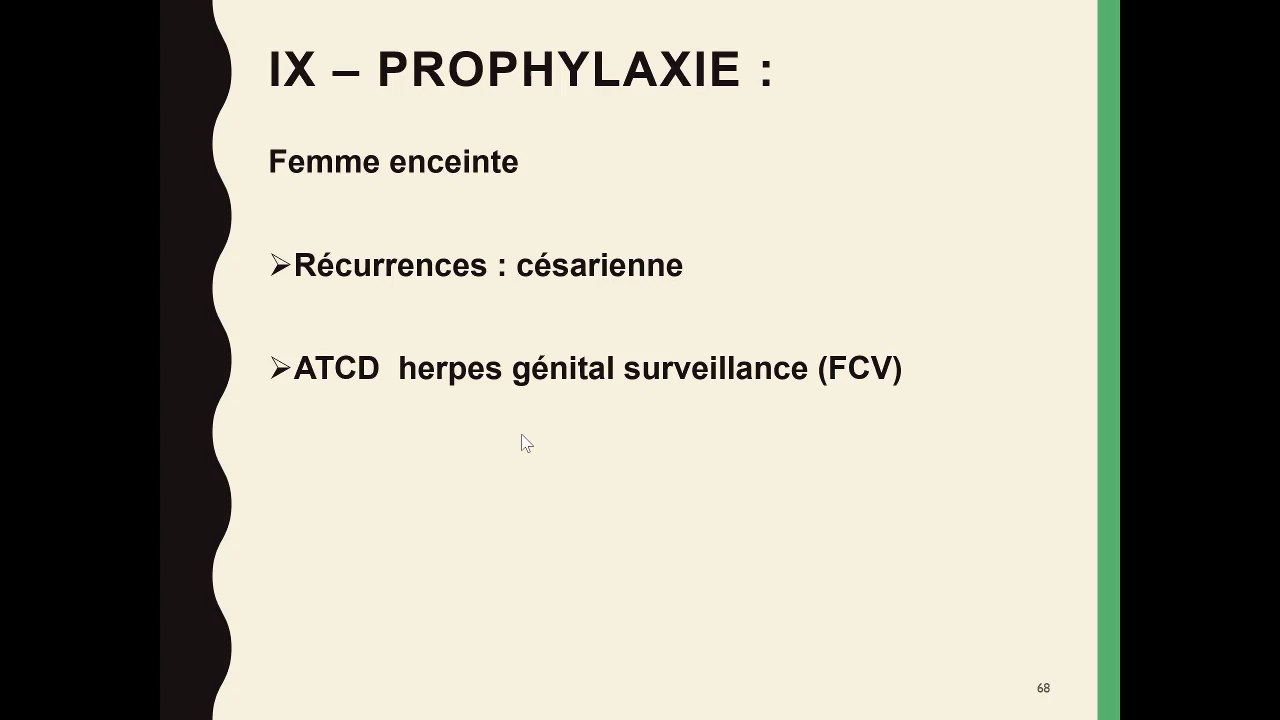 IX – PROPHYLAXIE :
Femme enceinte
➢Récurrences : césarienne
➢ATCD  herpes génital surveillance (FCV)
68